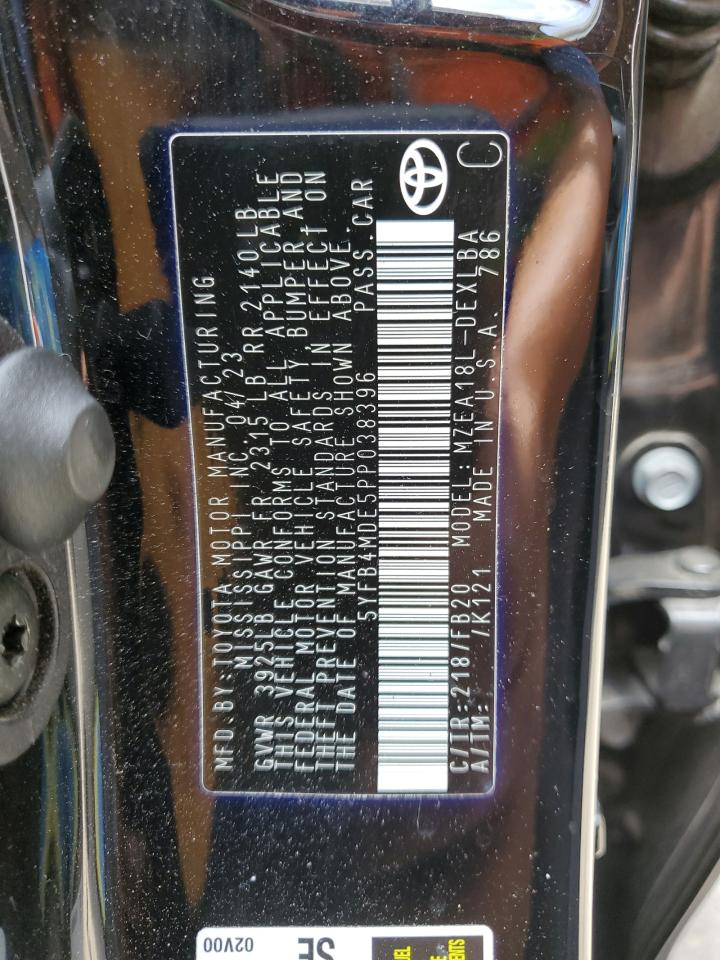 MFD.BY:TOYOTA MOTOR MANUFACTURING
MISSISSIPPI INC 04/23
GVWR 3925LB GAWR FR 2315 LB RR 2140LB
THIS VEHICLE CONFORMS TO ALL APPLICABLE
FEDERAL MOTOR VEHICLE SAFETY BUMPER AND
THEFT PREVENTION STANDARDS IN EFFECT ON
THE DATE OF MANUFACTURE SHOWN ABOVE.
5YFB4MDE5PP038396 PASS.CAR
C/TR:218/FB20 MODEL:MZEA18L-DEXLBA
A/TM: /K121 MADE IN U.S.A. 786
C
02V00
SE